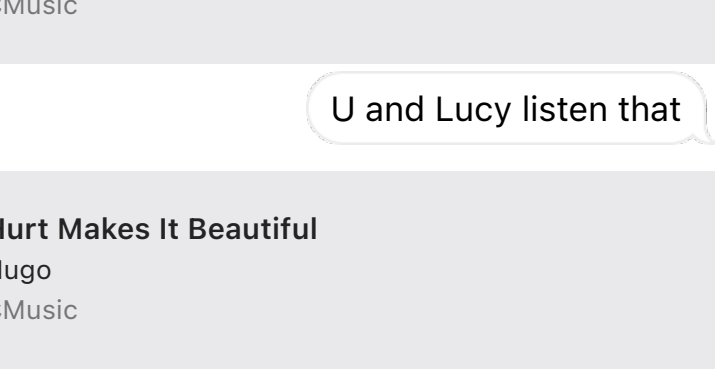 Music
U and Lucy listen that
Hurt Makes It Beautiful
Hugo
Music